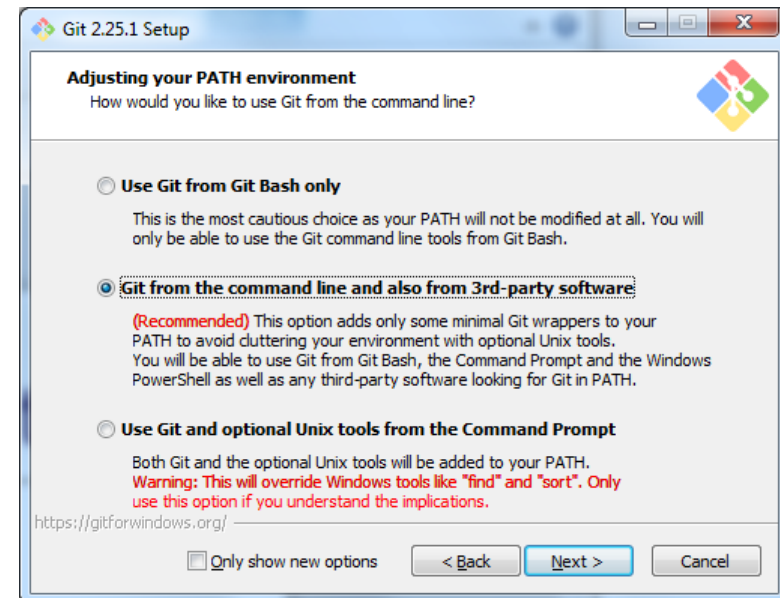 Git 2.25.1 Setup
Adjusting your PATH environment
How would you like to use Git from the command line?
Use Git from Git Bash only
This is the most cautious choice as your PATH will not be modified at all. You will
only be able to use the Git command line tools from Git Bash.
Git from the command line and also from 3rd-party software
(Recommended) This option adds only some minimal Git wrappers to your
PATH to avoid cluttering your environment with optional Unix tools.
You will be able to use Git from Git Bash, the Command Prompt and the Windows
PowerShell as well as any third-party software looking for Git in PATH.
Use Git and optional Unix tools from the Command Prompt
Both Git and the optional Unix tools will be added to your PATH.
Warning: This will override Windows tools like "find" and "sort". Only
use this option if you understand the implications.
https://gitforwindows.org/
Only show new options
< Back
Next >
Cancel